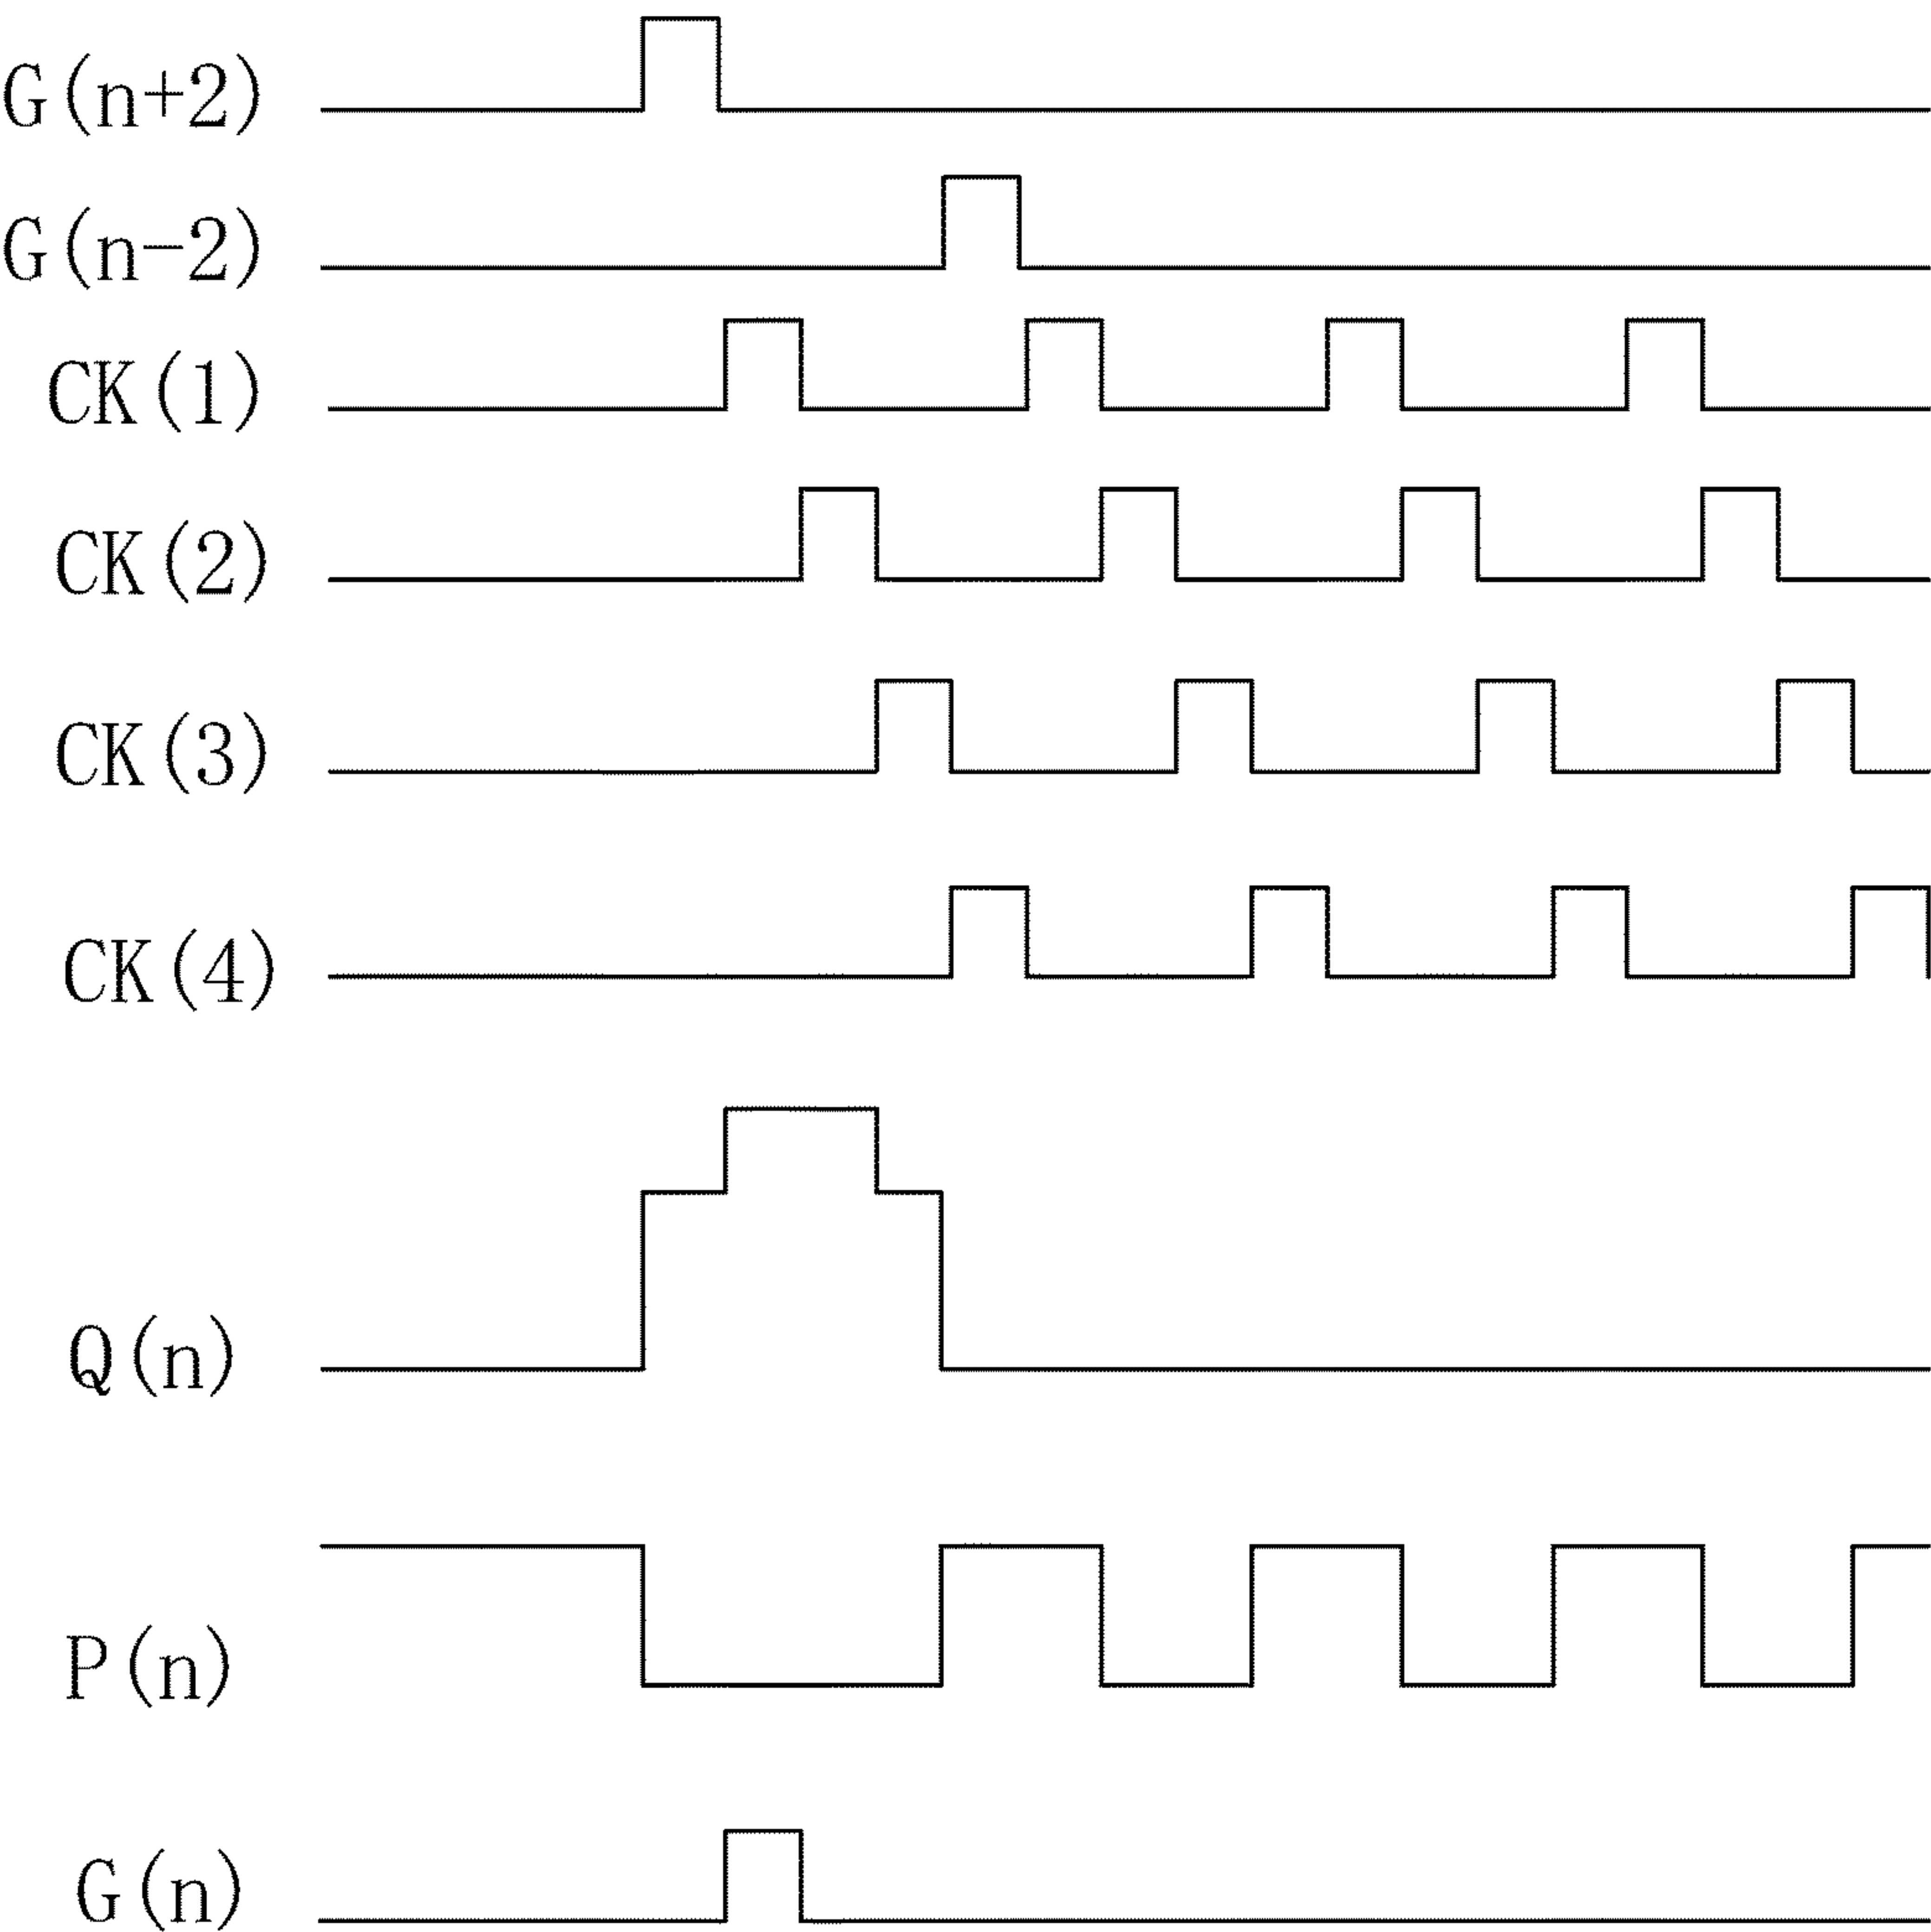 G(n+2)
G(n-2)
CK(1)
CK(2)
CK(3)
CK(4)
Q(n)
P(n)
G(n)